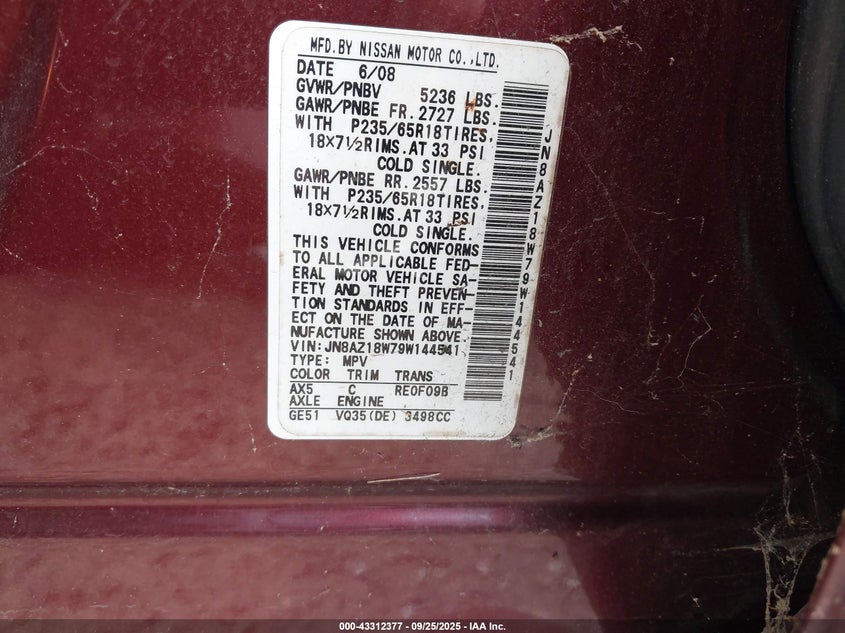 MFD.BY NISSAN MOTOR CO.,LTD.
DATE 6/08
GVWR/PNBV 5236 LBS.
GAWR/PNBE FR. 2727 LBS.
WITH P235/65R18TIRES,
18×7½RIMS.AT 33 PSI
COLD SINGLE.
GAWR/PNBE RR. 2557 LBS.
WITH P235/65R18TIRES,
18×7½RIMS.AT 33 PSI
COLD SINGLE.
THIS VEHICLE CONFORMS
TO ALL APPLICABLE FED-
ERAL MOTOR VEHICLE SA-
FETY AND THEFT PREVEN-
TION STANDARDS IN EFF-
ECT ON THE DATE OF MA-
NUFACTURE SHOWN ABOVE.
VIN:JN8AZ18W79W144541
TYPE: MPV
COLOR TRIM TRANS
AX5 C RE0F09B
AXLE ENGINE
GE51 VQ35(DE) 3498CC
JN8AZ18W79W144541
000-43312377 — 09/25/2025 — IAA Inc.